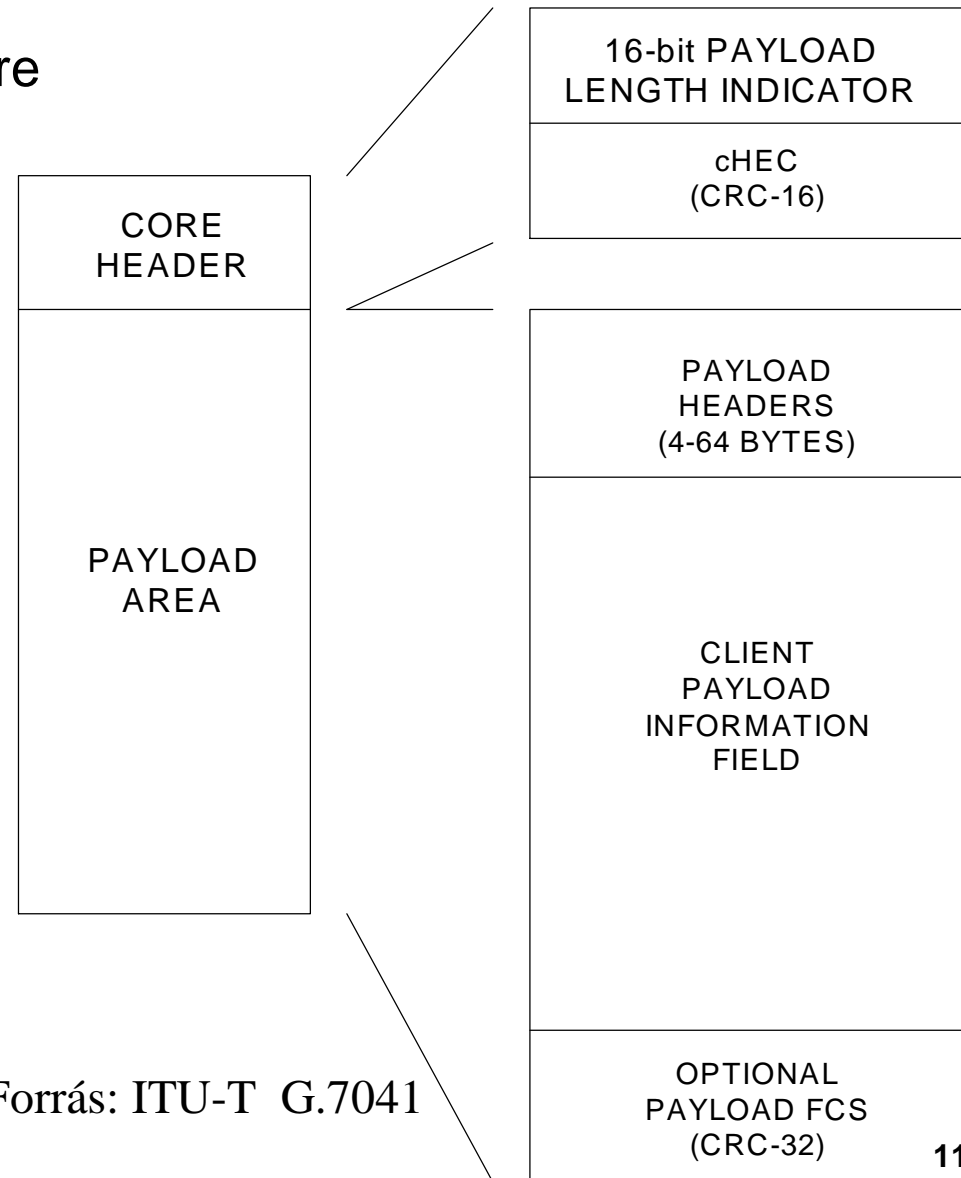 re
CORE
HEADER
PAYLOAD
AREA
16-bit PAYLOAD
LENGTH INDICATOR
cHEC
(CRC-16)
PAYLOAD
HEADERS
(4-64 BYTES)
CLIENT
PAYLOAD
INFORMATION
FIELD
OPTIONAL
PAYLOAD FCS
(CRC-32)
Forrás: ITU-T G.7041
11